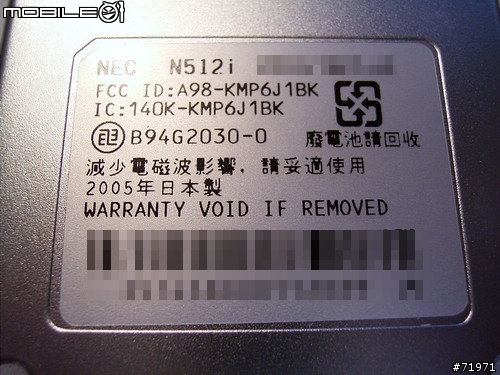 MOBILE01
NEC N512i
FCC ID:A98-KMP6J1BK
IC:140K-KMP6J1BK
B94G2030-0 廢電池請回收
減少電磁波影響，請妥適使用
2005年日本製
WARRANTY VOID IF REMOVED
#71971